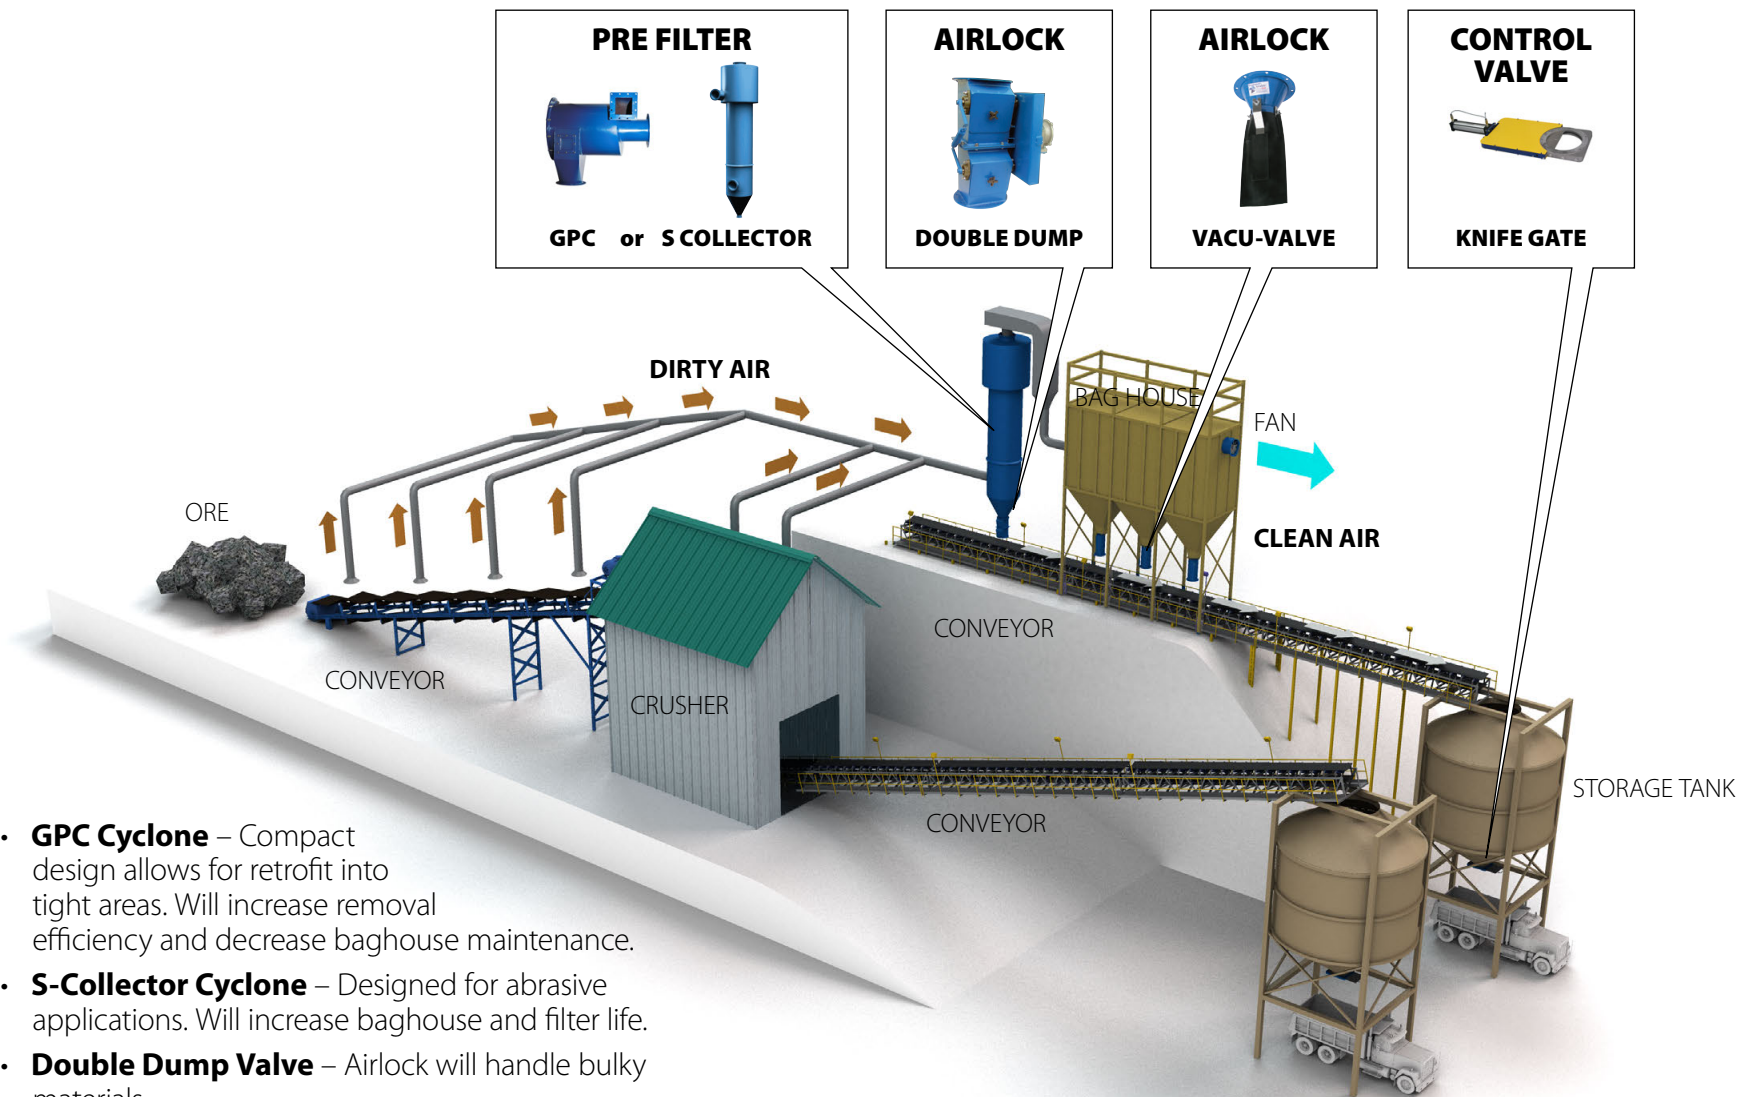 PRE FILTER
GPC or S COLLECTOR
AIRLOCK
DOUBLE DUMP
AIRLOCK
VACU-VALVE
CONTROL
VALVE
KNIFE GATE
DIRTY AIR
BAG HOUSE
FAN
CLEAN AIR
ORE
CONVEYOR
CONVEYOR
CRUSHER
STORAGE TANK
CONVEYOR
• GPC Cyclone – Compact
design allows for retrofit into
tight areas. Will increase removal
efficiency and decrease baghouse maintenance.
• S-Collector Cyclone – Designed for abrasive
applications. Will increase baghouse and filter life.
• Double Dump Valve – Airlock will handle bulky
materials